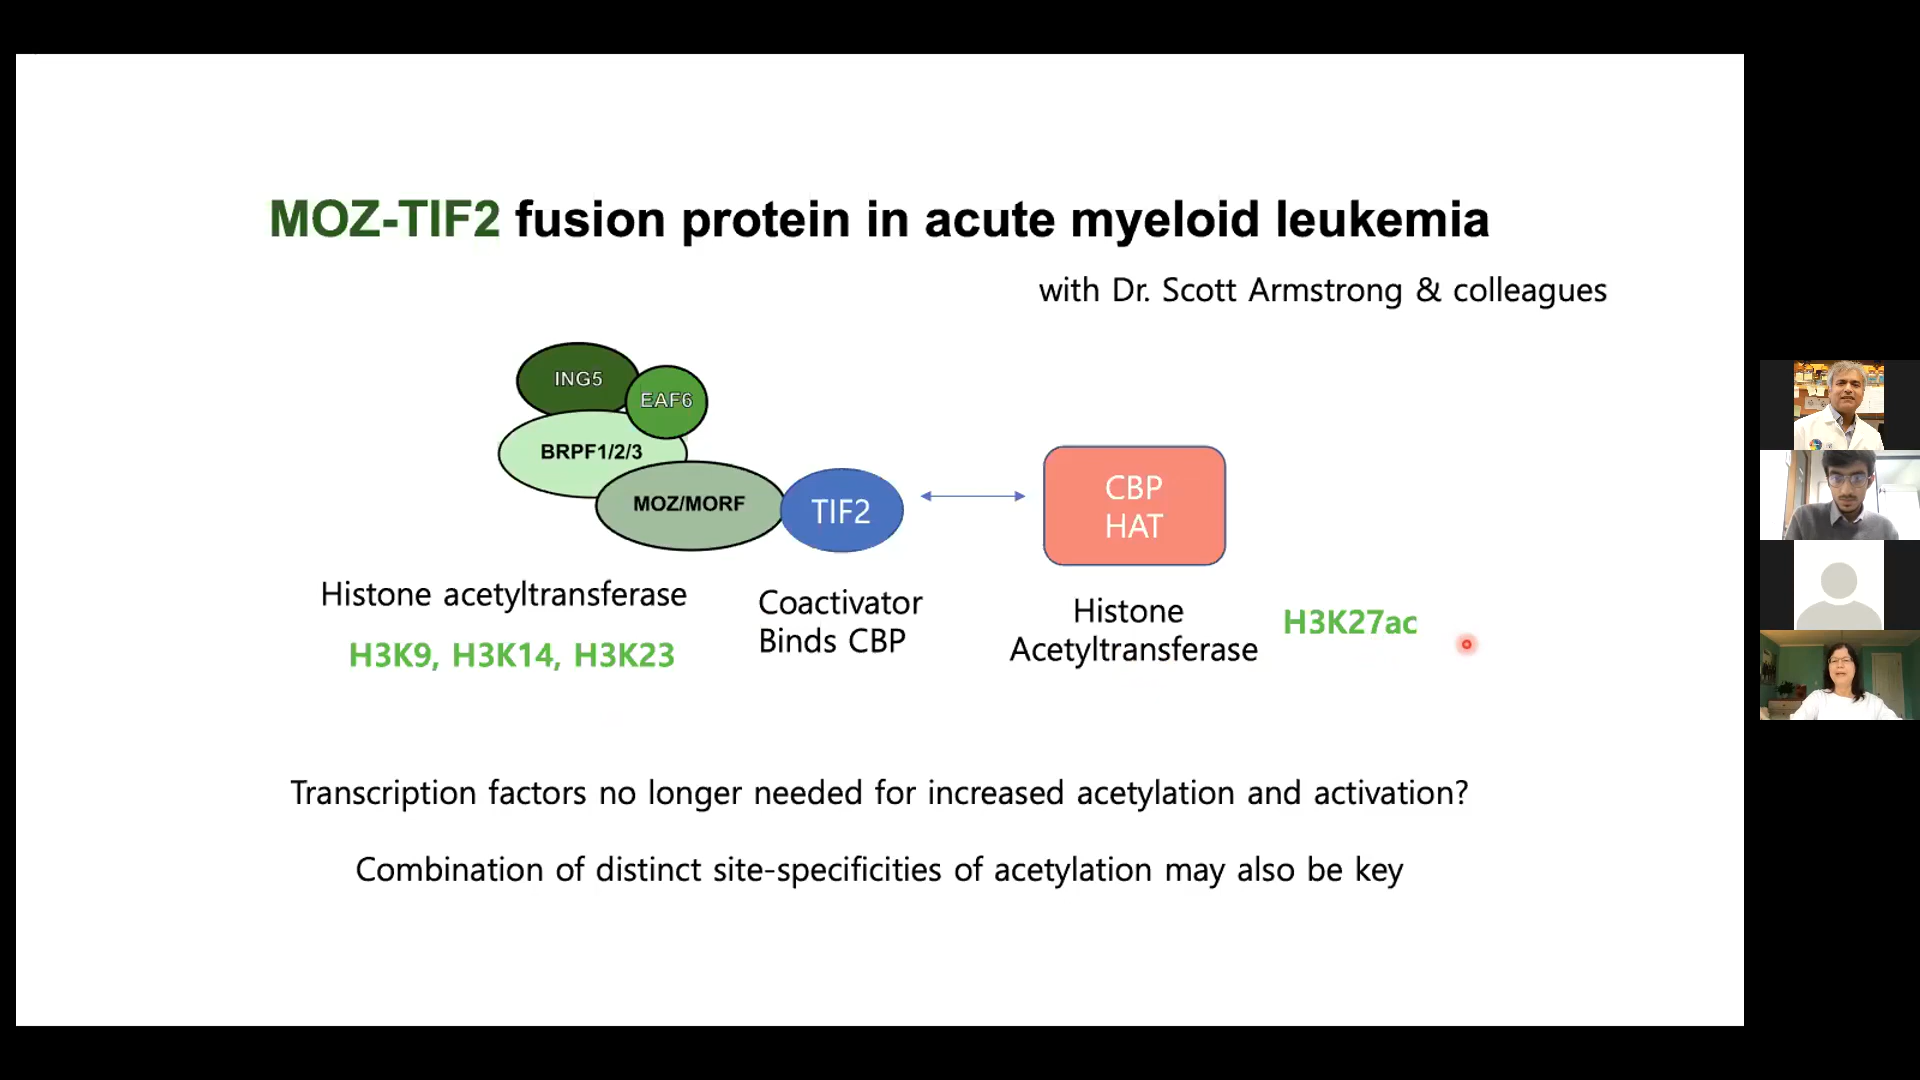 MOZ-TIF2 fusion protein in acute myeloid leukemia
with Dr. Scott Armstrong & colleagues
ING5
EAF6
BRPF1/2/3
MOZ/MORF
TIF2
CBP
HAT
Histone acetyltransferase
H3K9, H3K14, H3K23
Coactivator
Binds CBP
Histone
Acetyltransferase
H3K27ac
Transcription factors no longer needed for increased acetylation and activation?
Combination of distinct site-specificities of acetylation may also be key